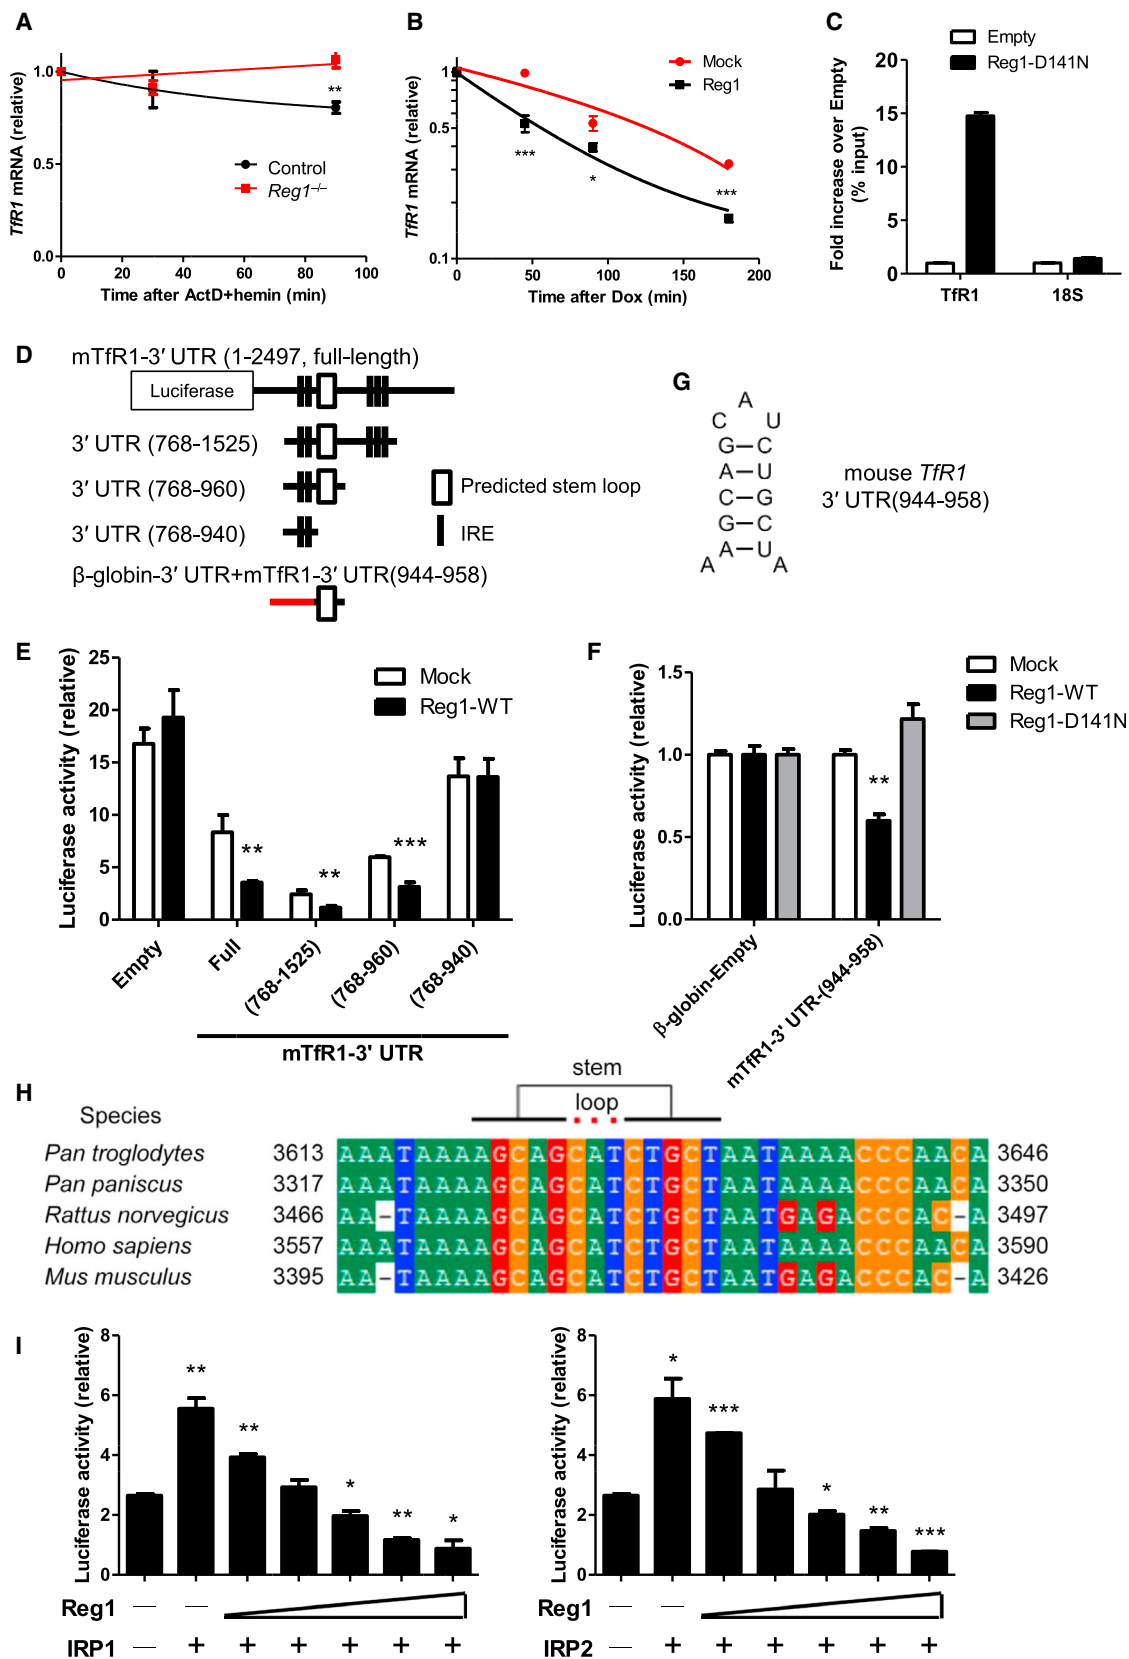 A
TfR1 mRNA (relative)
1.0
0.5
0.0
0 20 40 60 80 100
Time after ActD+hemin (min)
**
Control
Reg1–/–
B
TfR1 mRNA (relative)
1
0.5
0.1
0 50 100 150 200
Time after Dox (min)
Mock
Reg1
***
*
***
C
Empty
Reg1-D141N
Fold increase over Empty
(% input)
20
15
10
5
0
TfR1 18S
D
mTfR1-3′ UTR (1-2497, full-length)
Luciferase
3′ UTR (768-1525)
3′ UTR (768-960)
3′ UTR (768-940)
β-globin-3′ UTR+mTfR1-3′ UTR(944-958)
Predicted stem loop
IRE
G
A
C U
G–C
A–U
C–G
G–C
A–U
A A
mouse TfR1
3′ UTR(944-958)
E
Luciferase activity (relative)
25
20
15
10
5
0
Mock
Reg1-WT
**
**
***
Empty
Full
(768-1525)
(768-960)
(768-940)
mTfR1-3' UTR
F
Luciferase activity (relative)
1.5
1.0
0.5
0.0
Mock
Reg1-WT
Reg1-D141N
**
β-globin-Empty
mTfR1-3' UTR-(944-958)
H
stem
loop
Species
Pan troglodytes 3613 AAATAAAAGCAGCATCTGCTAATAAAACCCAACA 3646
Pan paniscus 3317 AAATAAAAGCAGCATCTGCTAATAAAACCCAACA 3350
Rattus norvegicus 3466 AA-TAAAAGCAGCATCTGCTAATGAGACCCAC-A 3497
Homo sapiens 3557 AAATAAAAGCAGCATCTGCTAATAAAACCCAACA 3590
Mus musculus 3395 AA-TAAAAGCAGCATCTGCTAATGAGACCCAC-A 3426
I
Luciferase activity (relative)
8
6
4
2
0
**
**
*
**
*
Reg1 — —
IRP1 — + + + + + +
Luciferase activity (relative)
8
6
4
2
0
*
***
*
**
***
Reg1 — —
IRP2 — + + + + + +